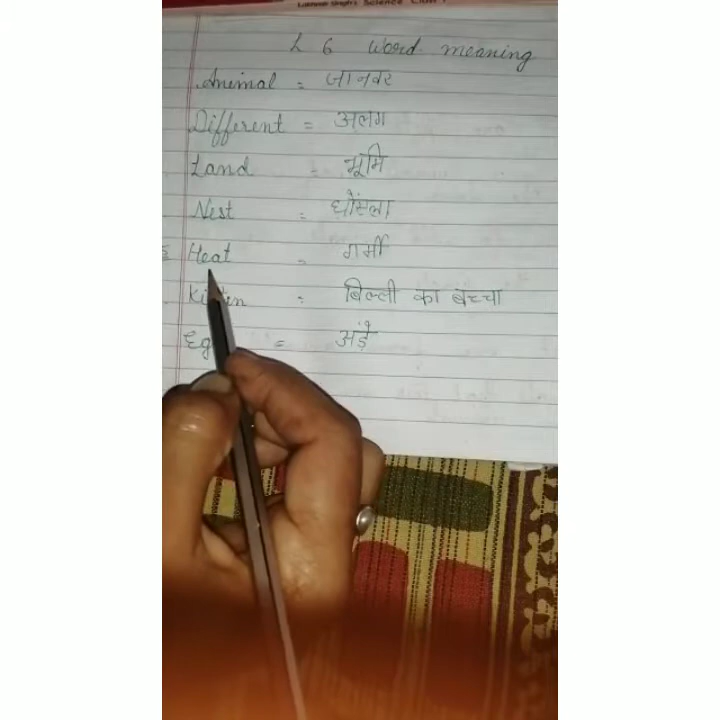 L 6 Word meaning
Animal = जानवर
Different = अलग
Land = भूमि
Nest = घोंसला
Heat = गर्मी
= बिल्ली का बच्चा
= अंड़े